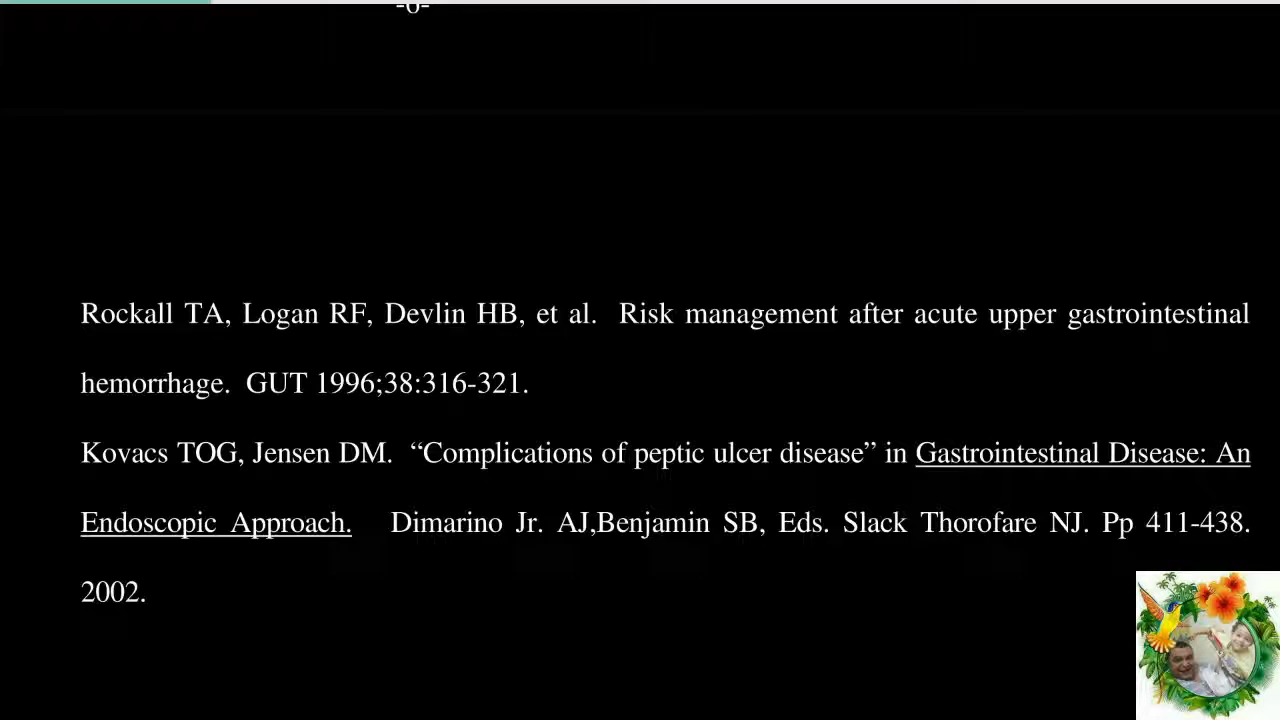 -6-
Rockall TA, Logan RF, Devlin HB, et al.  Risk management after acute upper gastrointestinal
hemorrhage.  GUT 1996;38:316-321.
Kovacs TOG, Jensen DM.  “Complications of peptic ulcer disease” in Gastrointestinal Disease: An
Endoscopic Approach.   Dimarino Jr. AJ,Benjamin SB, Eds. Slack Thorofare NJ. Pp 411-438.
2002.